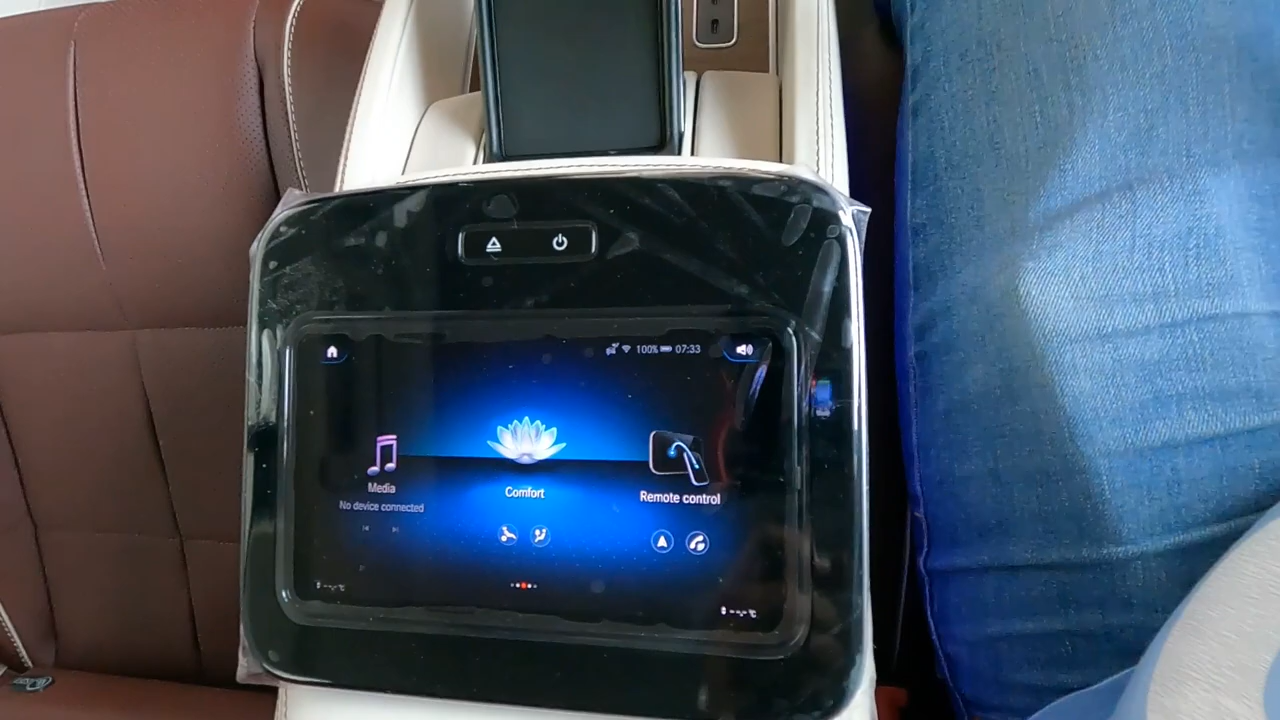 100% 07:33
Media
No device connected
Comfort
Remote control
--.-°C
--.-°C